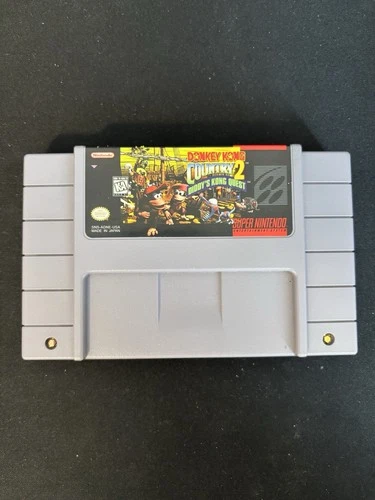 Nintendo
DONKEY KONG
COUNTRY 2
DIDDY'S KONG QUEST
SNS-ADNE-USA
MADE IN JAPAN
SUPER NINTENDO